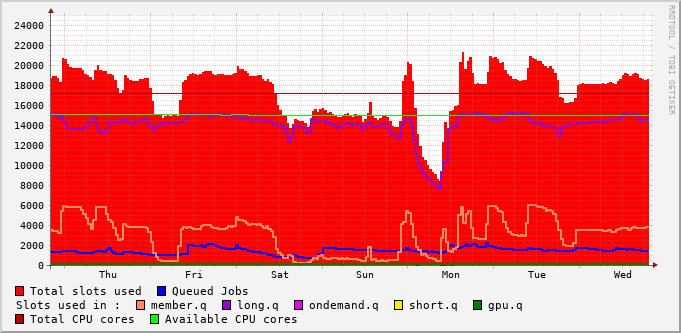 RRDTOOL / TOBI OETIKER
24000
22000
20000
18000
16000
14000
12000
10000
8000
6000
4000
2000
0
Thu Fri Sat Sun Mon Tue Wed
Total slots used Queued Jobs
Slots used in : member.q long.q ondemand.q short.q gpu.q
Total CPU cores Available CPU cores